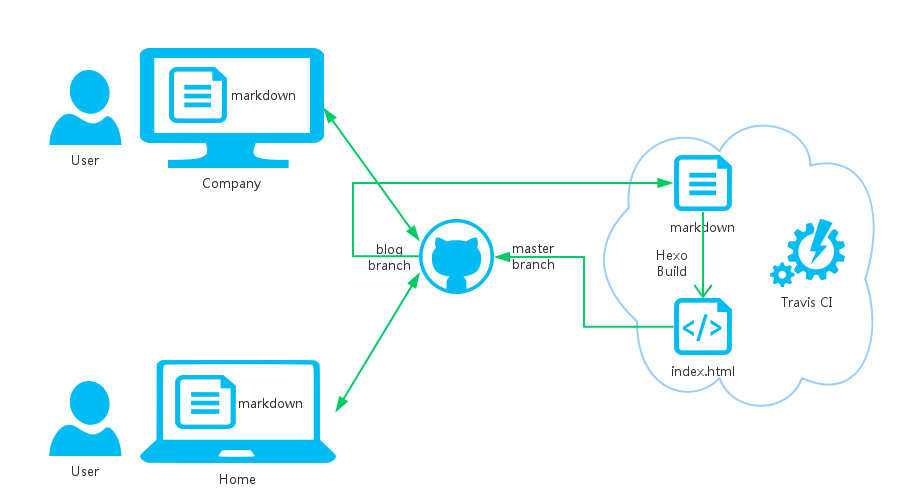 markdown
User
Company
markdown
blog
branch
master
branch
Hexo
Build
Travis CI
index.html
markdown
User
Home